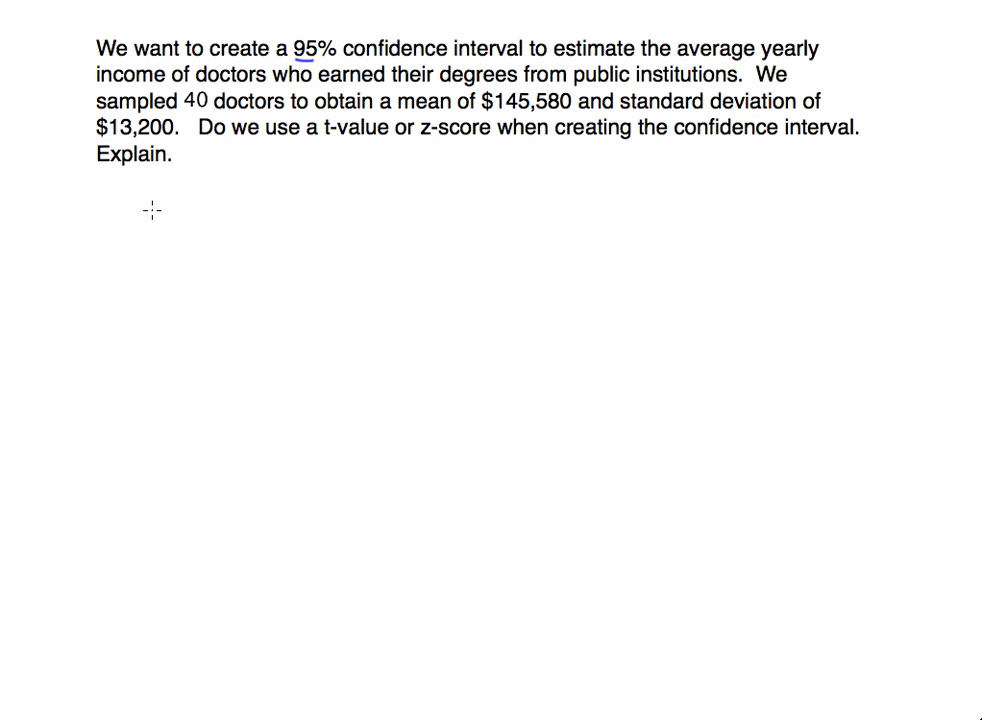 We want to create a 95% confidence interval to estimate the average yearly
income of doctors who earned their degrees from public institutions.  We
sampled 40 doctors to obtain a mean of $145,580 and standard deviation of
$13,200.   Do we use a t-value or z-score when creating the confidence interval.
Explain.